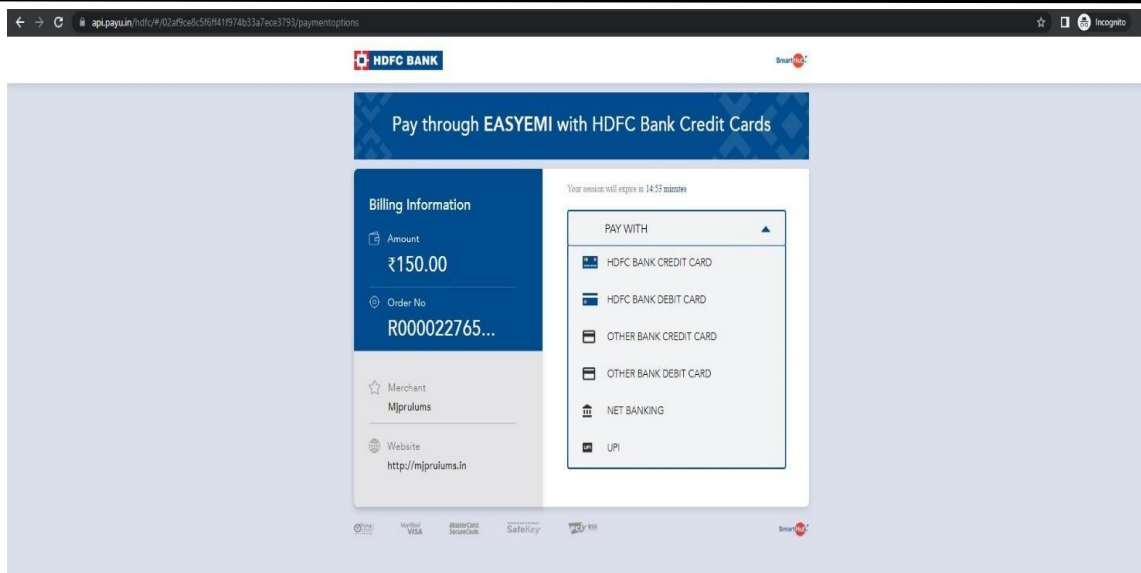 api.payu.in/hdfc/#/02af9ce8c5f6ff41f974b33a7ece3793/paymentoptions
Incognito
HDFC BANK
SmartHub
Pay through EASYEMI with HDFC Bank Credit Cards
Your session will expire in 14:53 minutes
Billing Information
PAY WITH
Amount
₹150.00
HDFC BANK CREDIT CARD
HDFC BANK DEBIT CARD
Order No
R000022765...
OTHER BANK CREDIT CARD
OTHER BANK DEBIT CARD
Merchant
Mjpruiums
NET BANKING
Website
UPI
http://mjpruiums.in
Verified
VISA
MasterCard.
SecureCode.
SafeKey